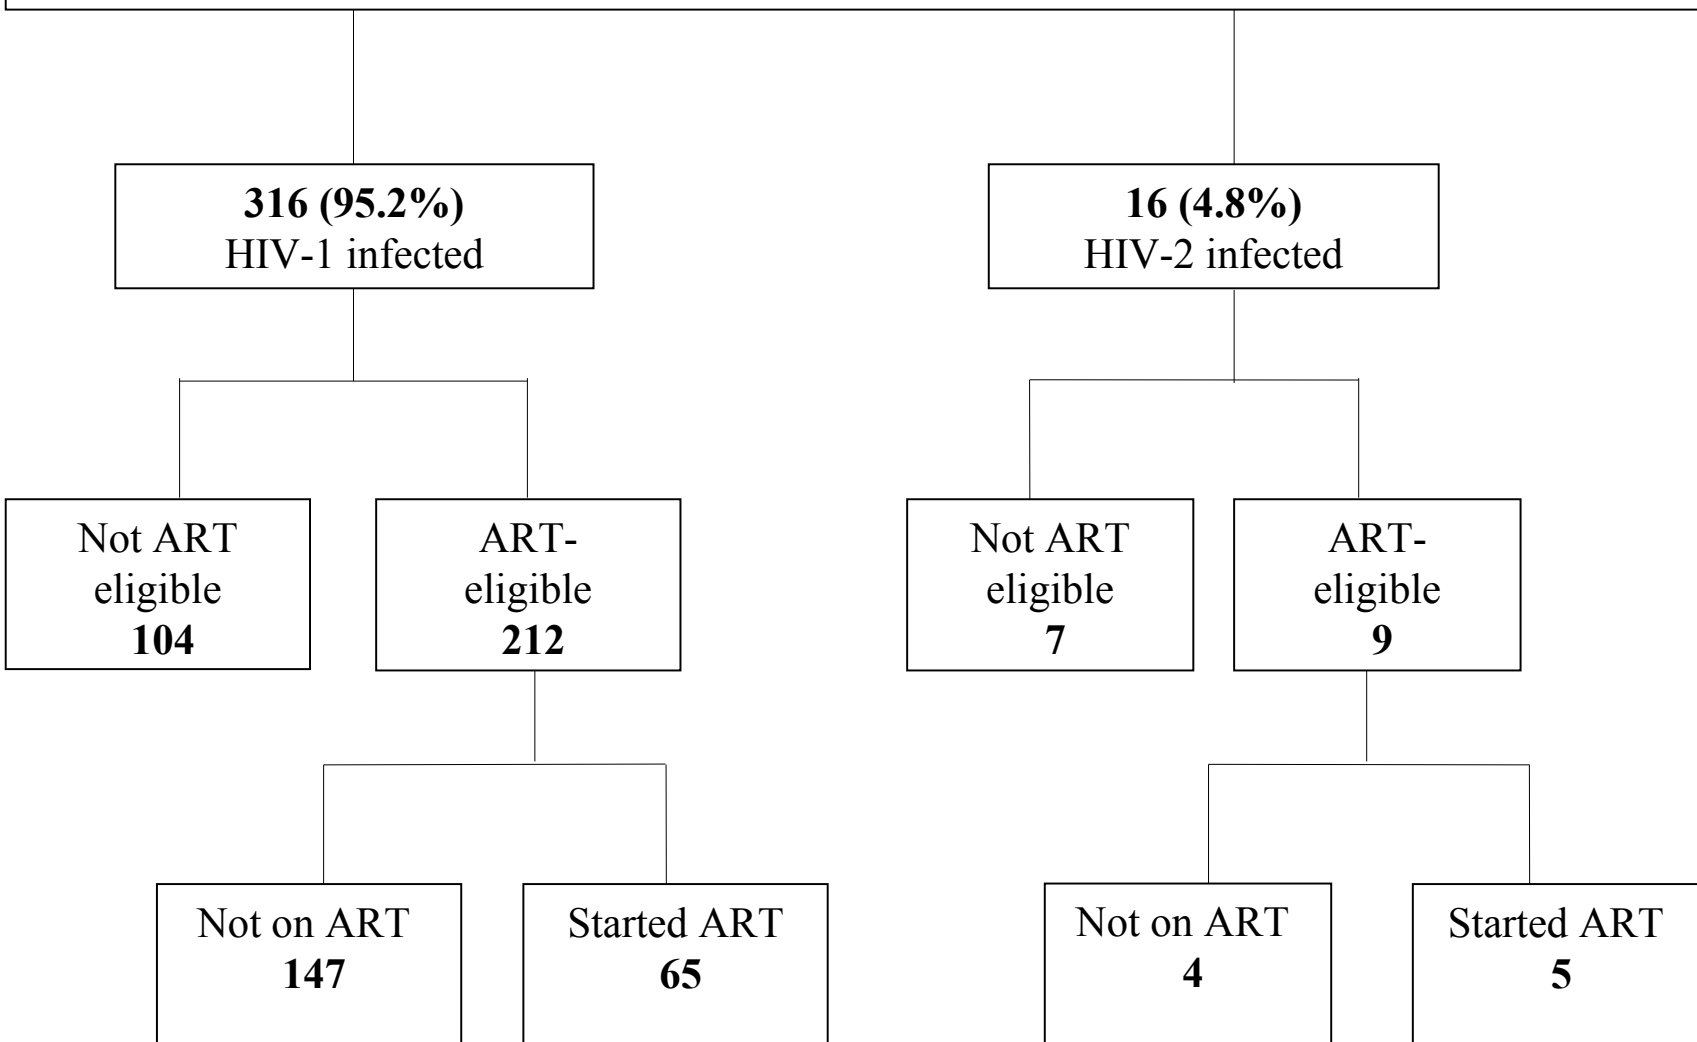 316 (95.2%)
HIV-1 infected
16 (4.8%)
HIV-2 infected
Not ART
eligible
104
ART-
eligible
212
Not ART
eligible
7
ART-
eligible
9
Not on ART
147
Started ART
65
Not on ART
4
Started ART
5